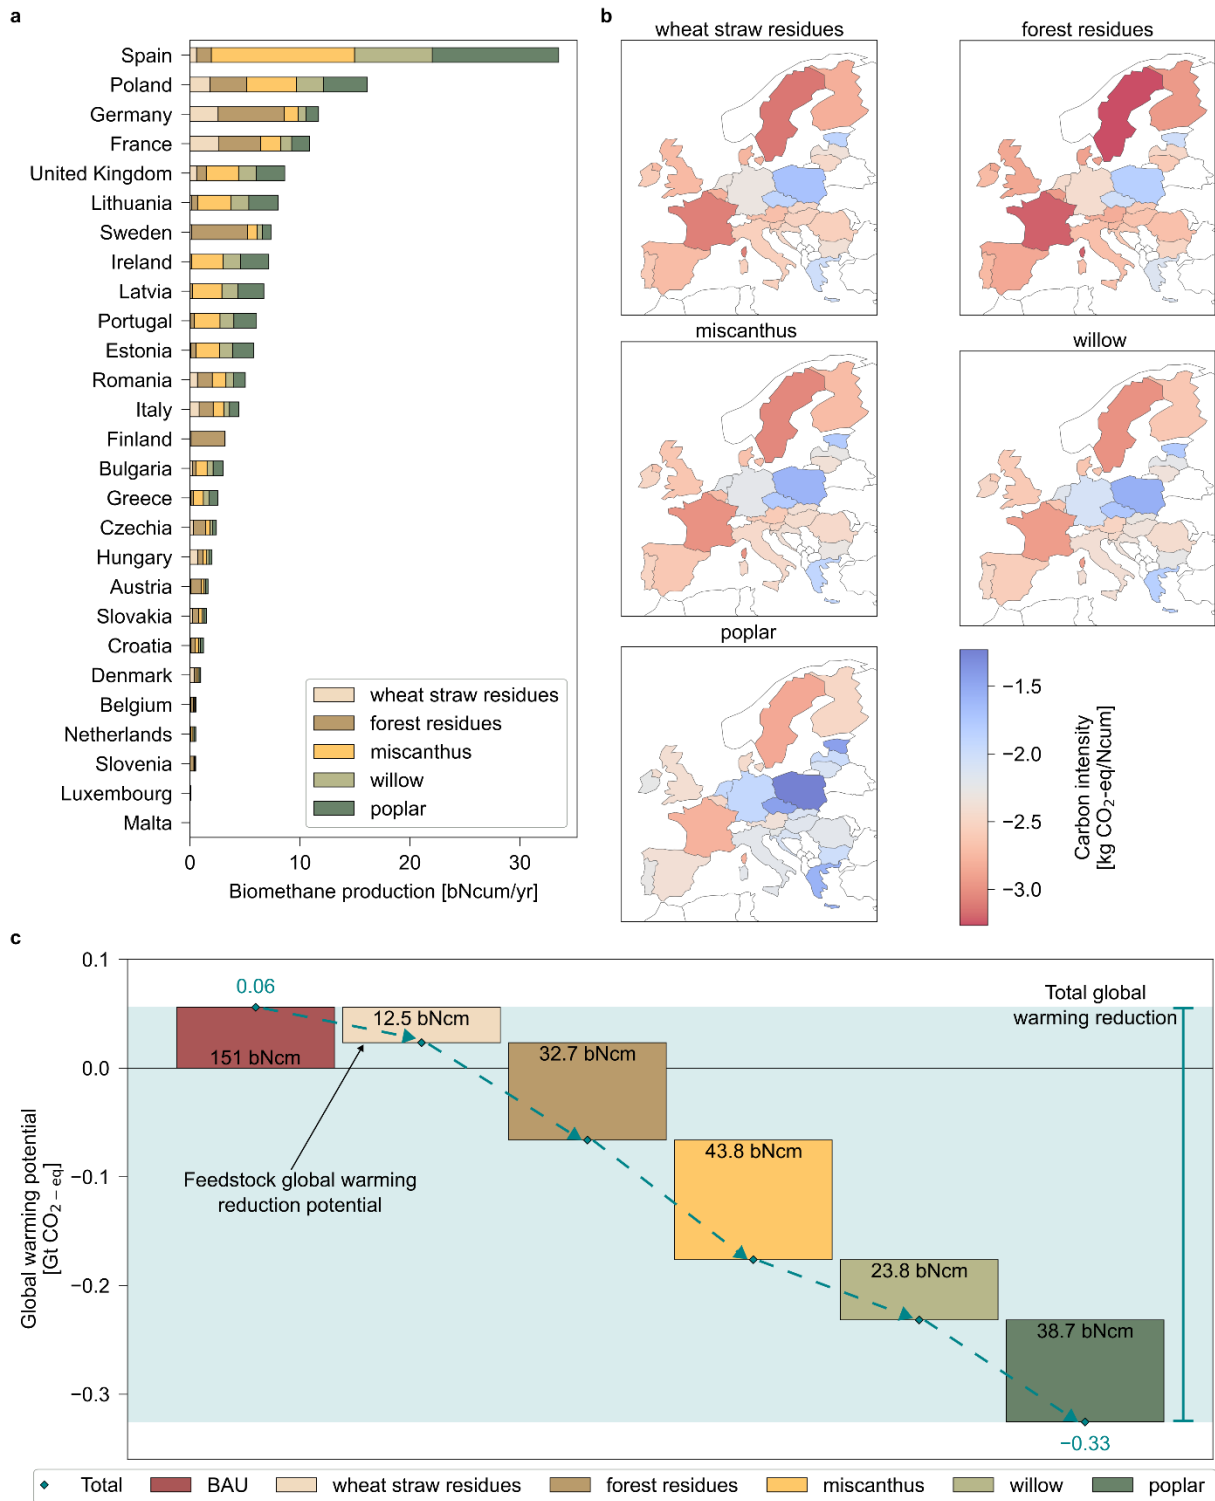 a
Spain
Poland
Germany
France
United Kingdom
Lithuania
Sweden
Ireland
Latvia
Portugal
Estonia
Romania
Italy
Finland
Bulgaria
Greece
Czechia
Hungary
Austria
Slovakia
Croatia
Denmark
Belgium
Netherlands
Slovenia
Luxembourg
Malta
wheat straw residues
forest residues
miscanthus
willow
poplar
0 10 20 30
Biomethane production [bNcum/yr]
b
wheat straw residues
forest residues
miscanthus
willow
poplar
−1.5
−2.0
−2.5
−3.0
Carbon intensity
[kg CO₂-eq/Ncum]
c
0.1
0.0
−0.1
−0.2
−0.3
Global warming potential
[Gt CO₂₋eq]
0.06
151 bNcm
12.5 bNcm
32.7 bNcm
43.8 bNcm
23.8 bNcm
38.7 bNcm
−0.33
Feedstock global warming
reduction potential
Total global
warming reduction
Total BAU wheat straw residues forest residues miscanthus willow poplar